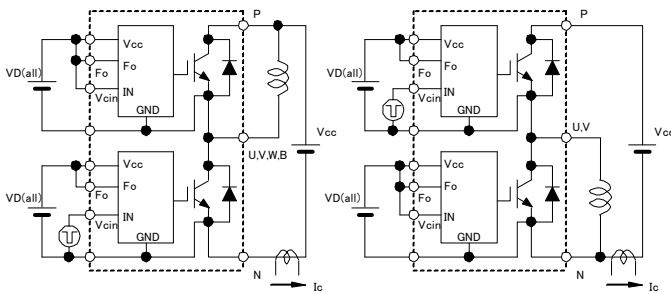 P
Vcc
Fo
VD(all)
IN
Vcin
GND
U,V,W,B
Vcc
Vcc
Fo
VD(all)
IN
Vcin
GND
N
Ic
P
Vcc
Fo
VD(all)
IN
Vcin
GND
U,V
Vcc
Vcc
Fo
VD(all)
IN
Vcin
GND
N
Ic